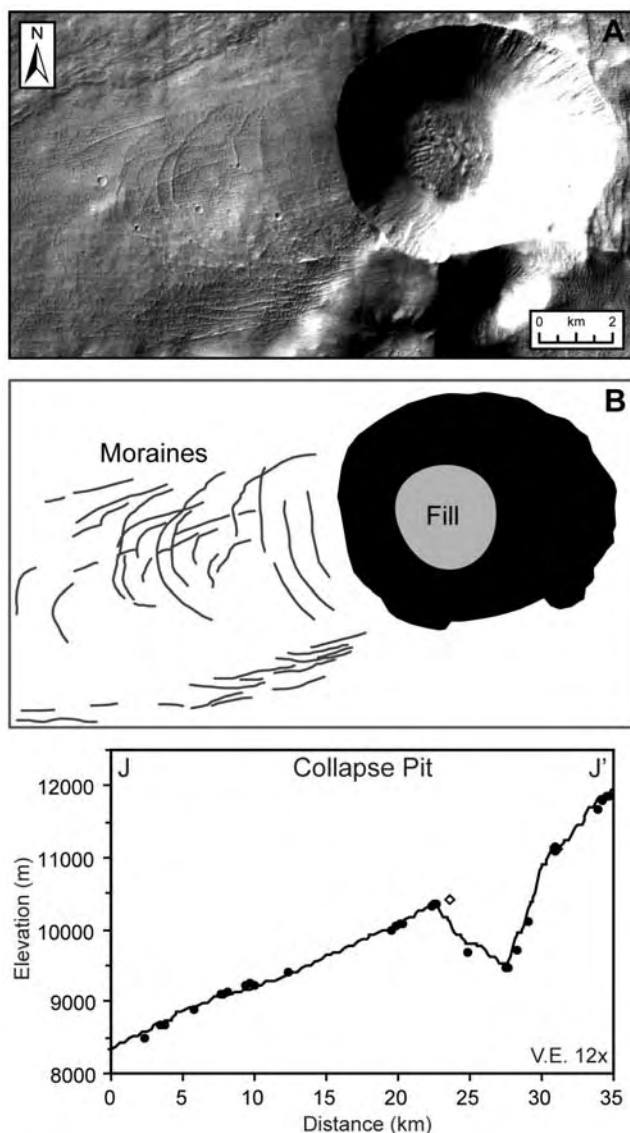 N
A
0 km 2
B
Moraines
Fill
J Collapse Pit J'
12000
11000
10000
9000
8000
Elevation (m)
V.E. 12x
0 5 10 15 20 25 30 35
Distance (km)